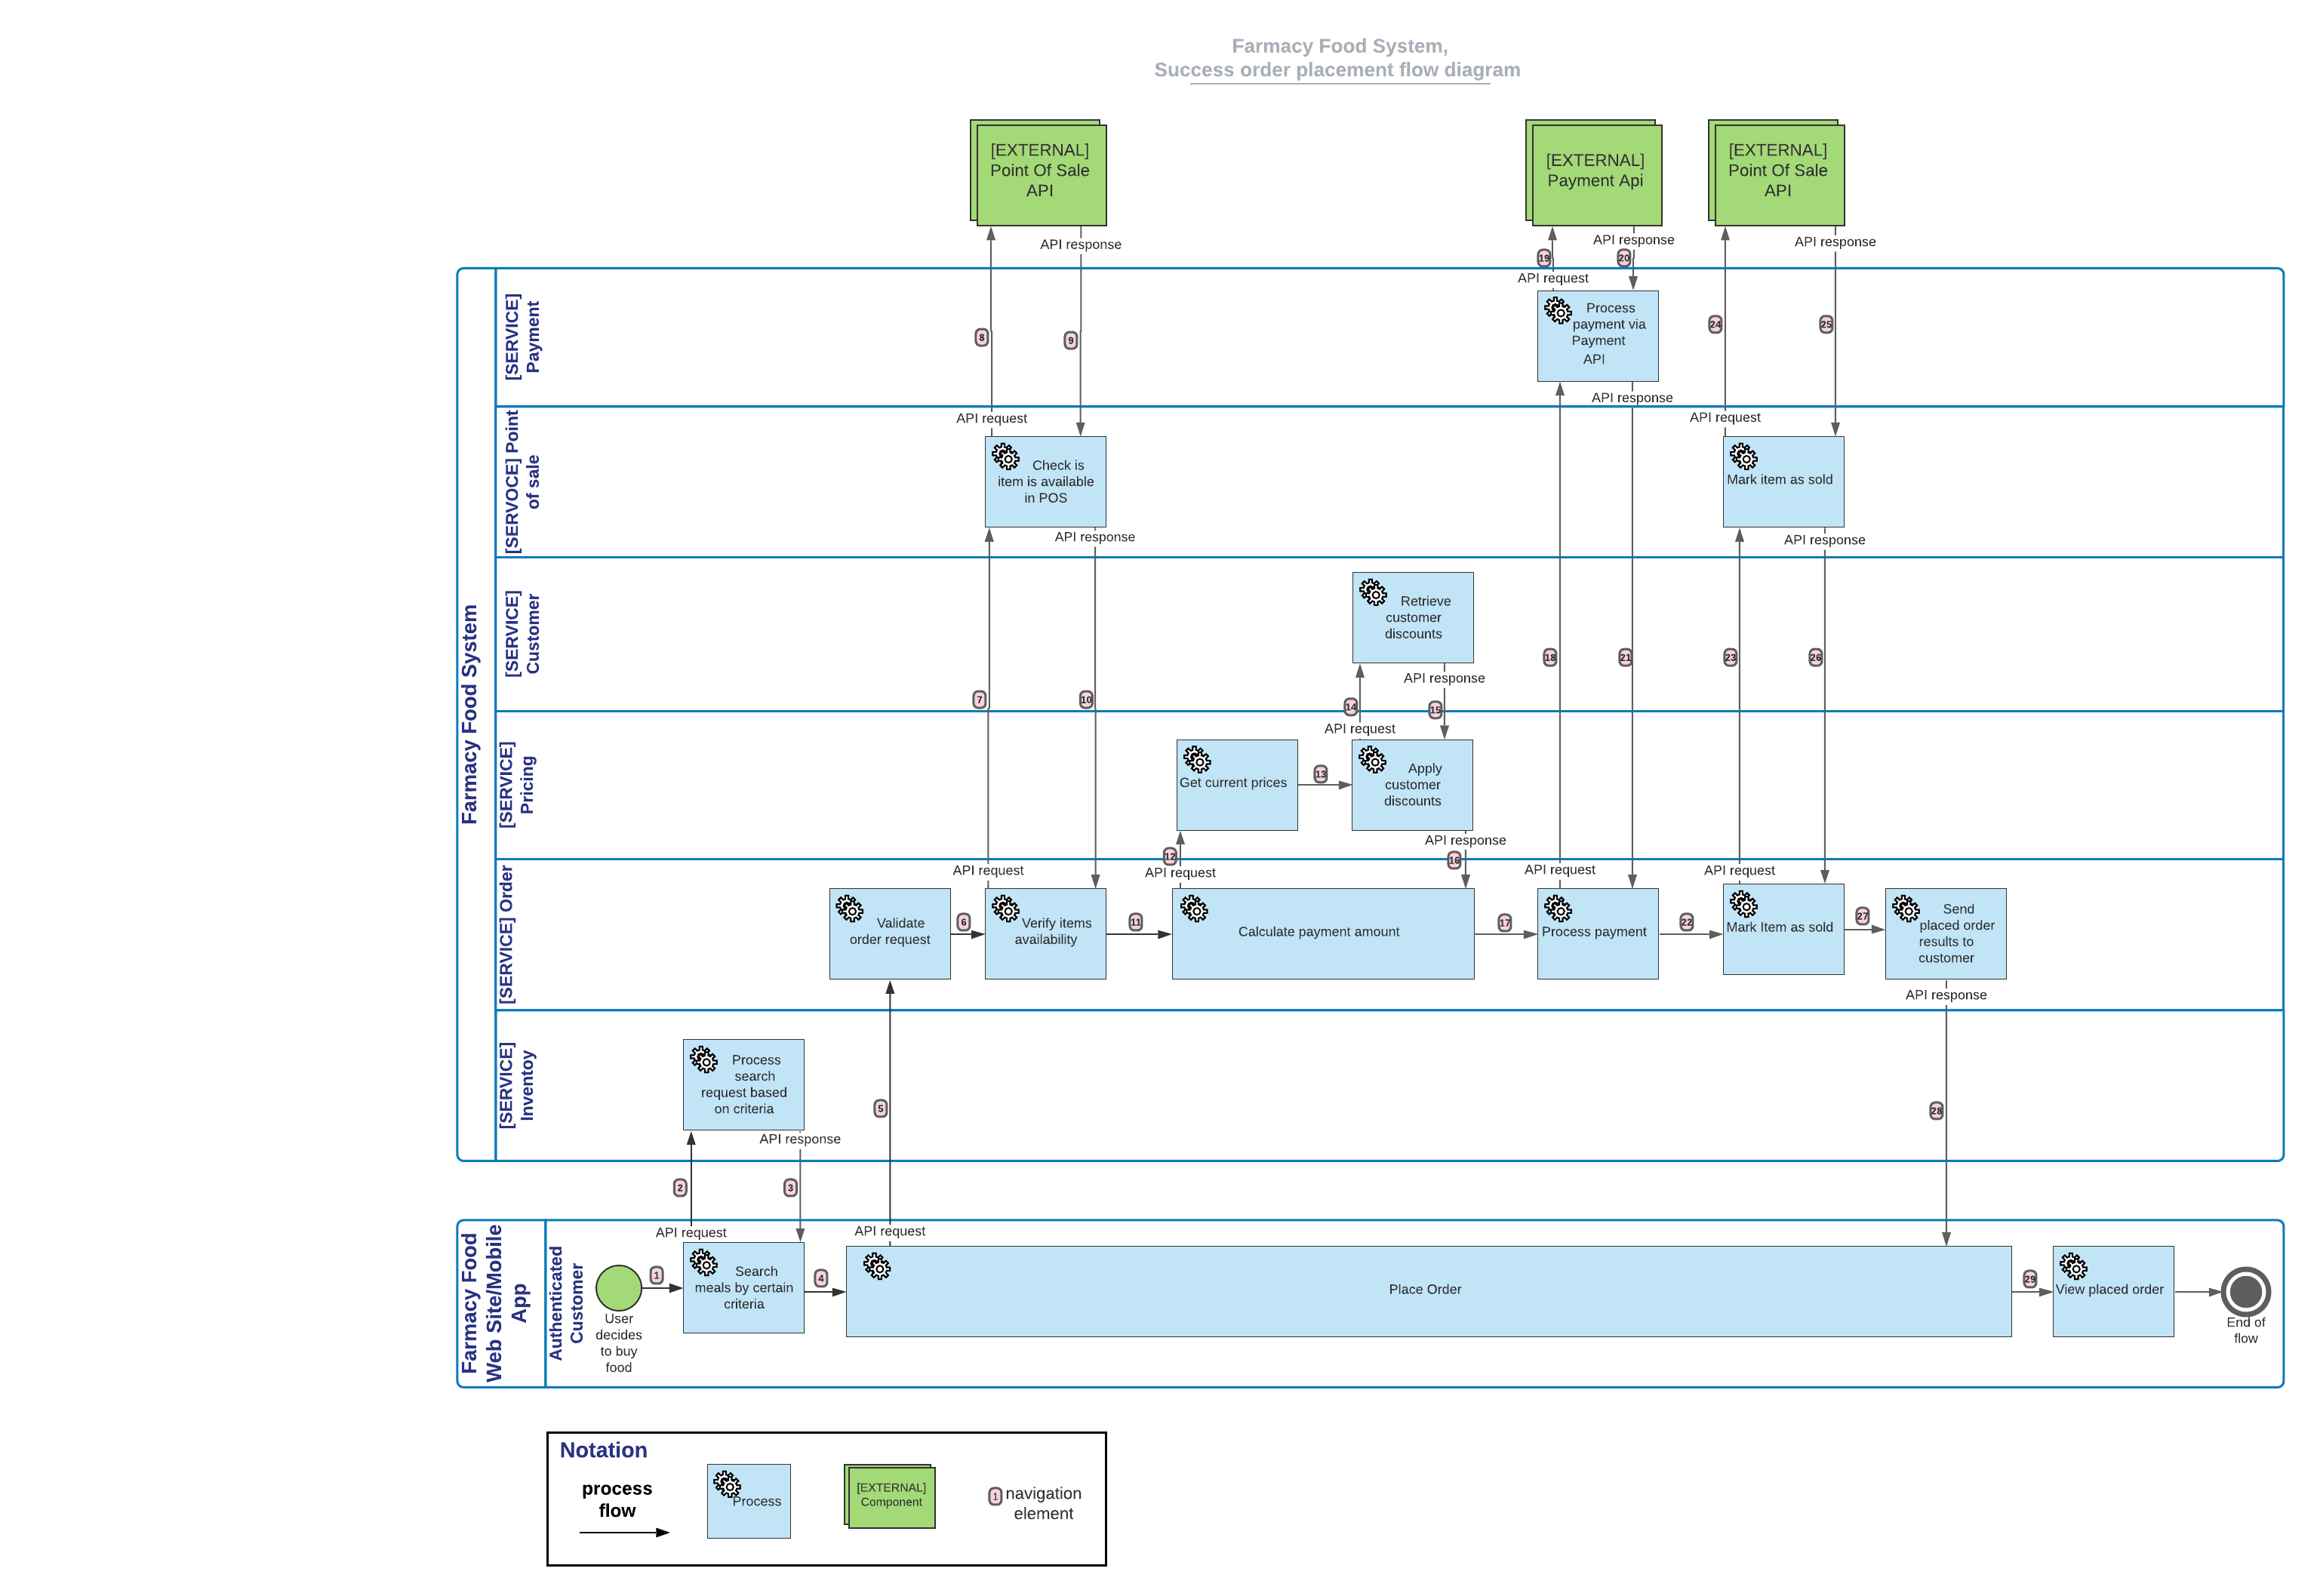 Farmacy Food System,
Success order placement flow diagram
[EXTERNAL]
Point Of Sale
API
[EXTERNAL]
Payment Api
[EXTERNAL]
Point Of Sale
API
API response
API response
API response
19
20
API request
Farmacy Food System
[SERVICE]
Payment
8
9
Process
payment via
Payment
API
24
25
API response
API request
API request
[SERVOCE] Point
of sale
Check is
item is available
in POS
Mark item as sold
API response
API response
[SERVICE]
Customer
Retrieve
customer
discounts
7
10
18
21
23
26
API response
14
15
API request
[SERVICE]
Pricing
Get current prices
13
Apply
customer
discounts
API response
12
16
API request
API request
API request
API request
[SERVICE] Order
Validate
order request
6
Verify items
availability
11
Calculate payment amount
17
Process payment
22
Mark Item as sold
27
Send
placed order
results to
customer
API response
[SERVICE]
Inventoy
Process
search
request based
on criteria
API response
5
28
2
3
API request
API request
Farmacy Food
Web Site/Mobile
App
Authenticated
Customer
1
User
decides
to buy
food
Search
meals by certain
criteria
4
Place Order
29
View placed order
End of
flow
Notation
process
flow
Process
[EXTERNAL]
Component
1
navigation
element